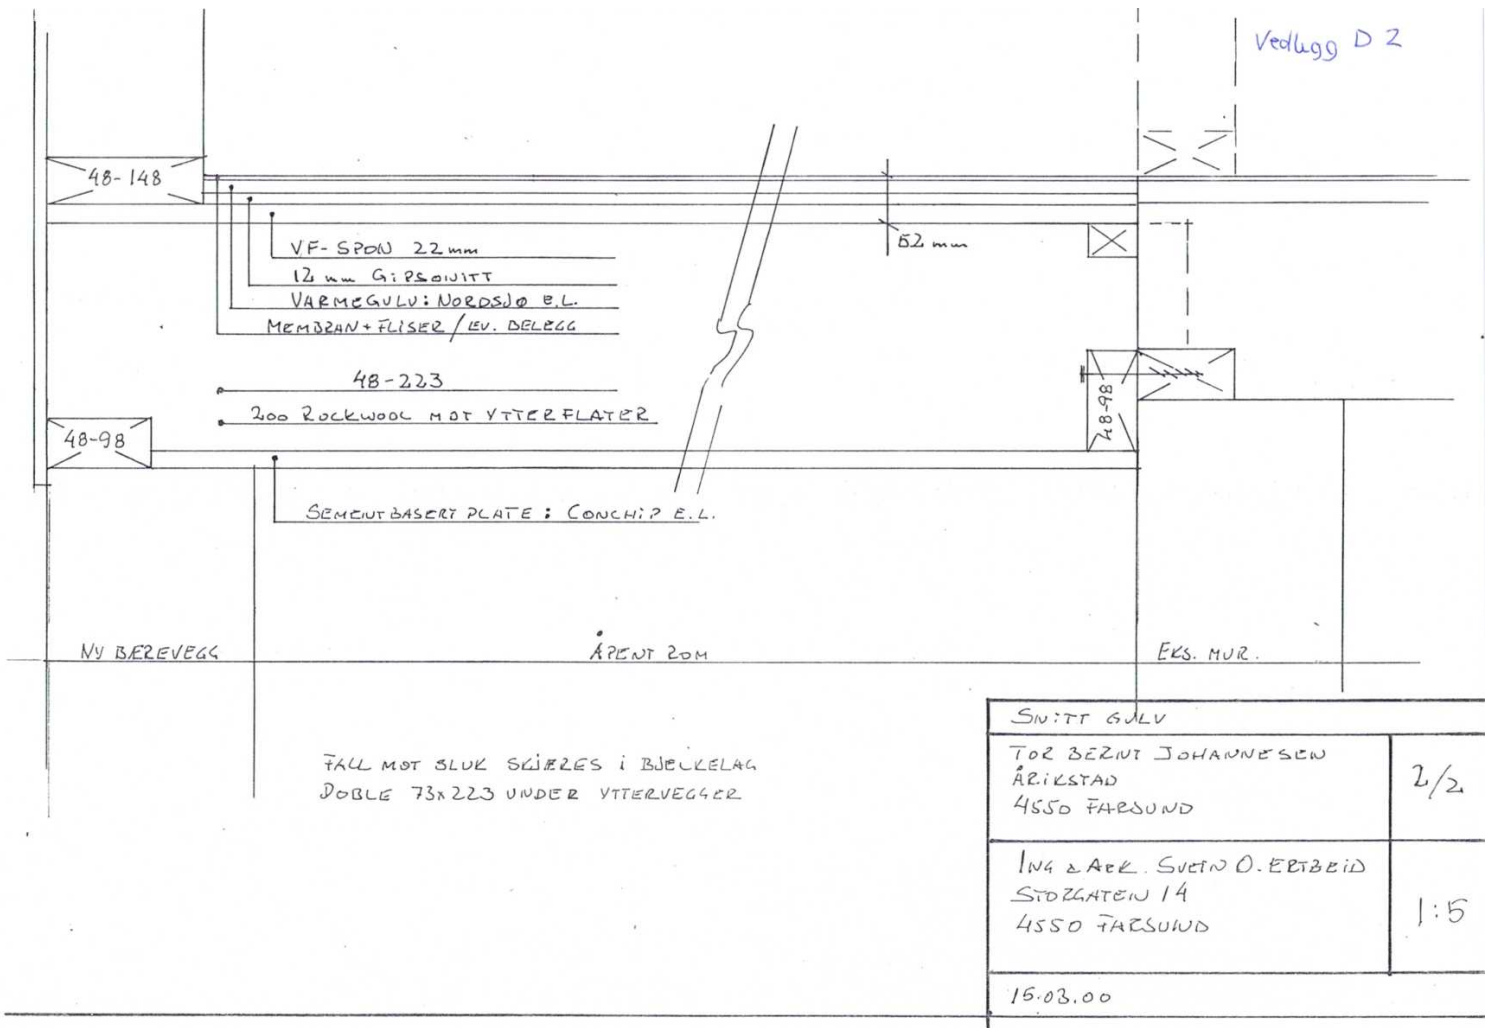 Vedlegg D 2
48-148
52 mm
VF-SPON 22 mm
12 mm GIPSONITT
VARMEGULV: NORDSJØ E.L.
MEMBRAN + FLISER / EV. BELEGG
48-223
200 ROCKWOOL MOT YTTERFLATER
48-98
48-98
SEMENTBASERT PLATE: CONCHIP E.L.
NY BÆREVEGG
ÅPENT ROM
EKS. MUR.
FALL MOT SLUK SKJÆRES I BJELKELAG
DOBLE 73x223 UNDER YTTERVEGGER
SNITT GULV
TOR BERNT JOHANNESEN
ÅRIKSTAD
4550 FARSUND
2/2
ING & ARK. SVEIN O. ERTBEID
STORGATEN 14
4550 FARSUND
1:5
15.03.00